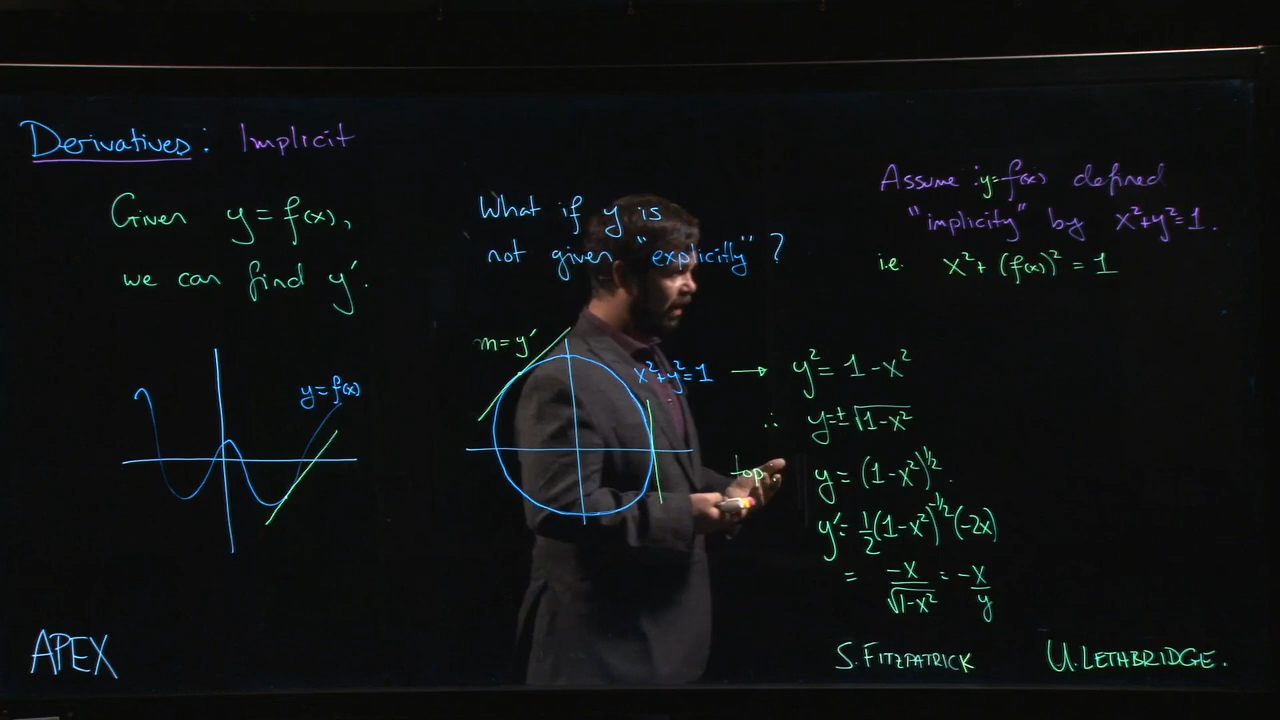 Derivatives: Implicit
Given y = f(x),
we can find y'.
y = f(x)
APEX
What if y is
not given "explicitly" ?
m = y'
x² + y² = 1 → y² = 1 - x²
∴ y = ± √(1-x²)
top: y = (1-x²)^(1/2).
y' = 1/2 (1-x²)^(-1/2) (-2x)
= -x/√(1-x²) = -x/y
Assume : y = f(x) defined
"implicity" by x² + y² = 1.
i.e. x² + (f(x))² = 1
S. FITZPATRICK U. LETHBRIDGE.